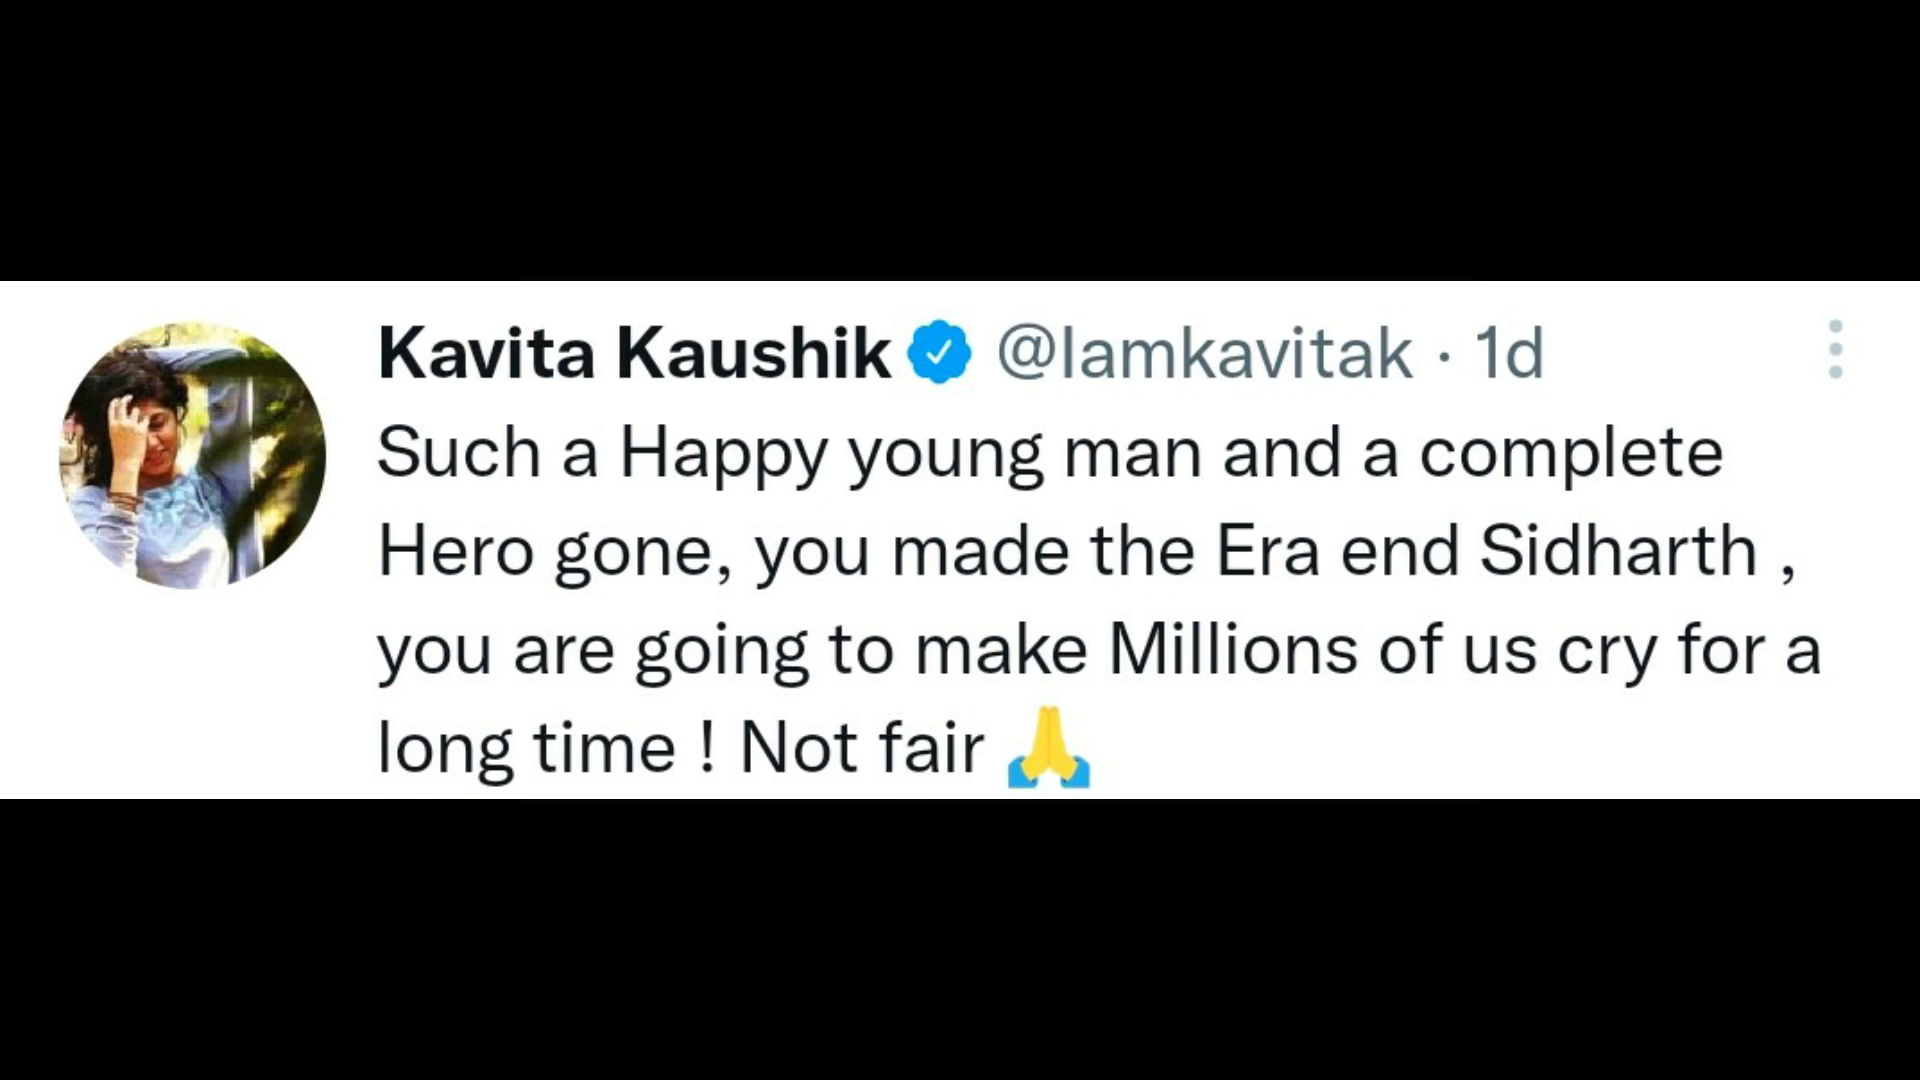 Kavita Kaushik @Iamkavitak · 1d
Such a Happy young man and a complete
Hero gone, you made the Era end Sidharth ,
you are going to make Millions of us cry for a
long time ! Not fair 🙏